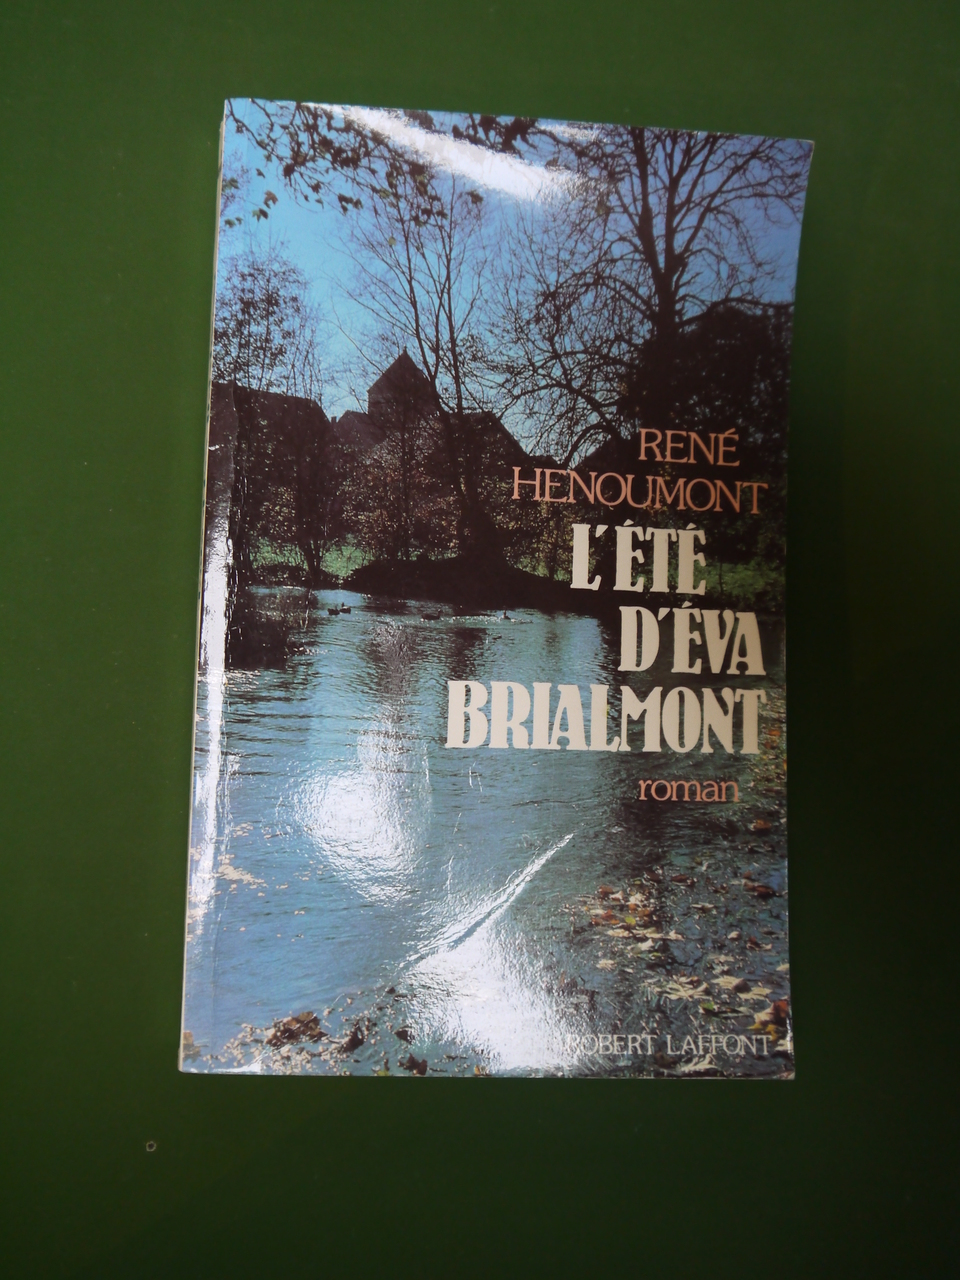 RENÉ
HENOUMONT
L'ÉTÉ
D'ÉVA
BRIALMONT
roman
ROBERT LAFFONT